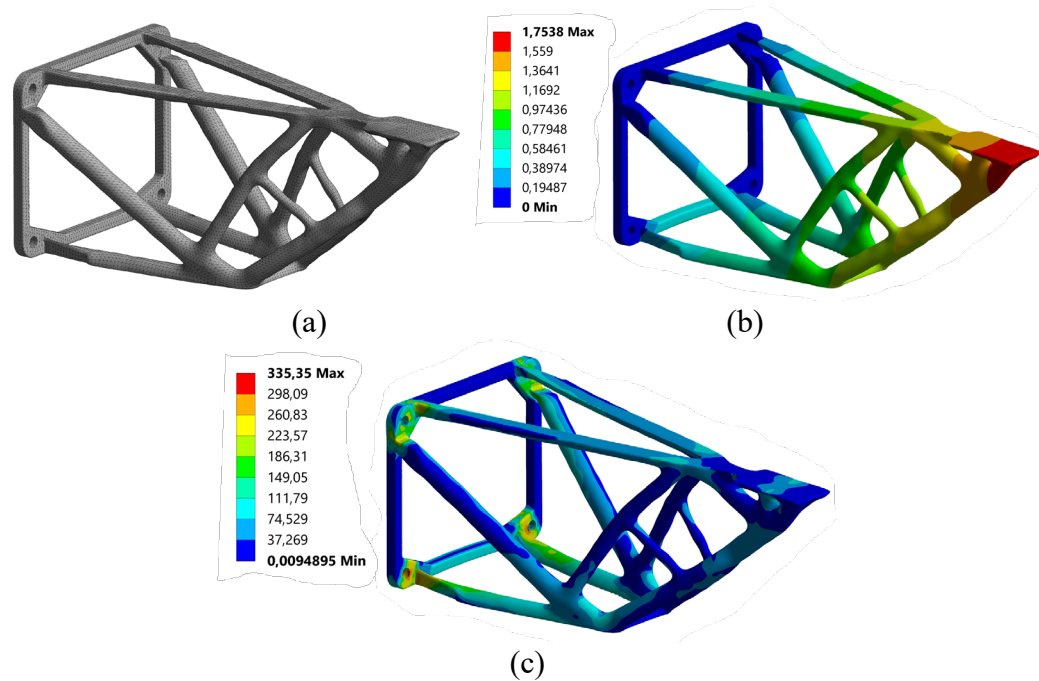 1,7538 Max
1,559
1,3641
1,1692
0,97436
0,77948
0,58461
0,38974
0,19487
0 Min
(a)
(b)
335,35 Max
298,09
260,83
223,57
186,31
149,05
111,79
74,529
37,269
0,0094895 Min
(c)